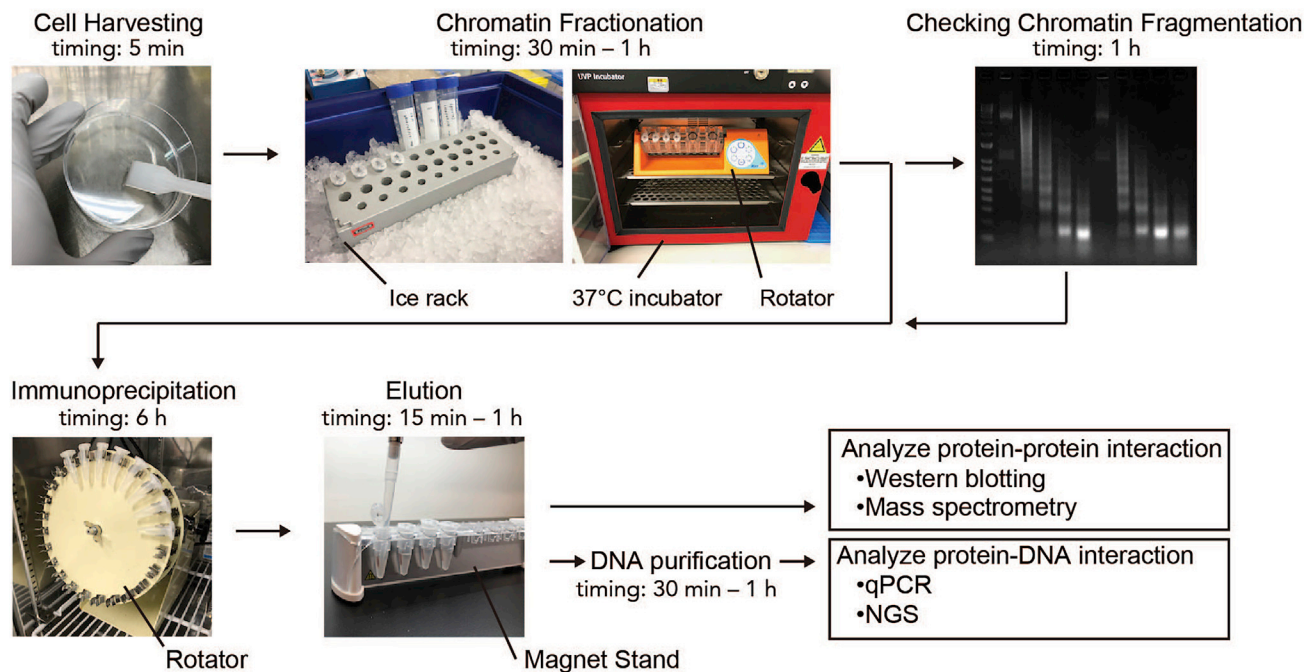 Cell Harvesting
timing: 5 min
Chromatin Fractionation
timing: 30 min – 1 h
Checking Chromatin Fragmentation
timing: 1 h
UVP Incubator
Ice rack
37°C incubator
Rotator
Immunoprecipitation
timing: 6 h
Elution
timing: 15 min – 1 h
Rotator
Magnet Stand
DNA purification
timing: 30 min – 1 h
Analyze protein-protein interaction
•Western blotting
•Mass spectrometry
Analyze protein-DNA interaction
•qPCR
•NGS